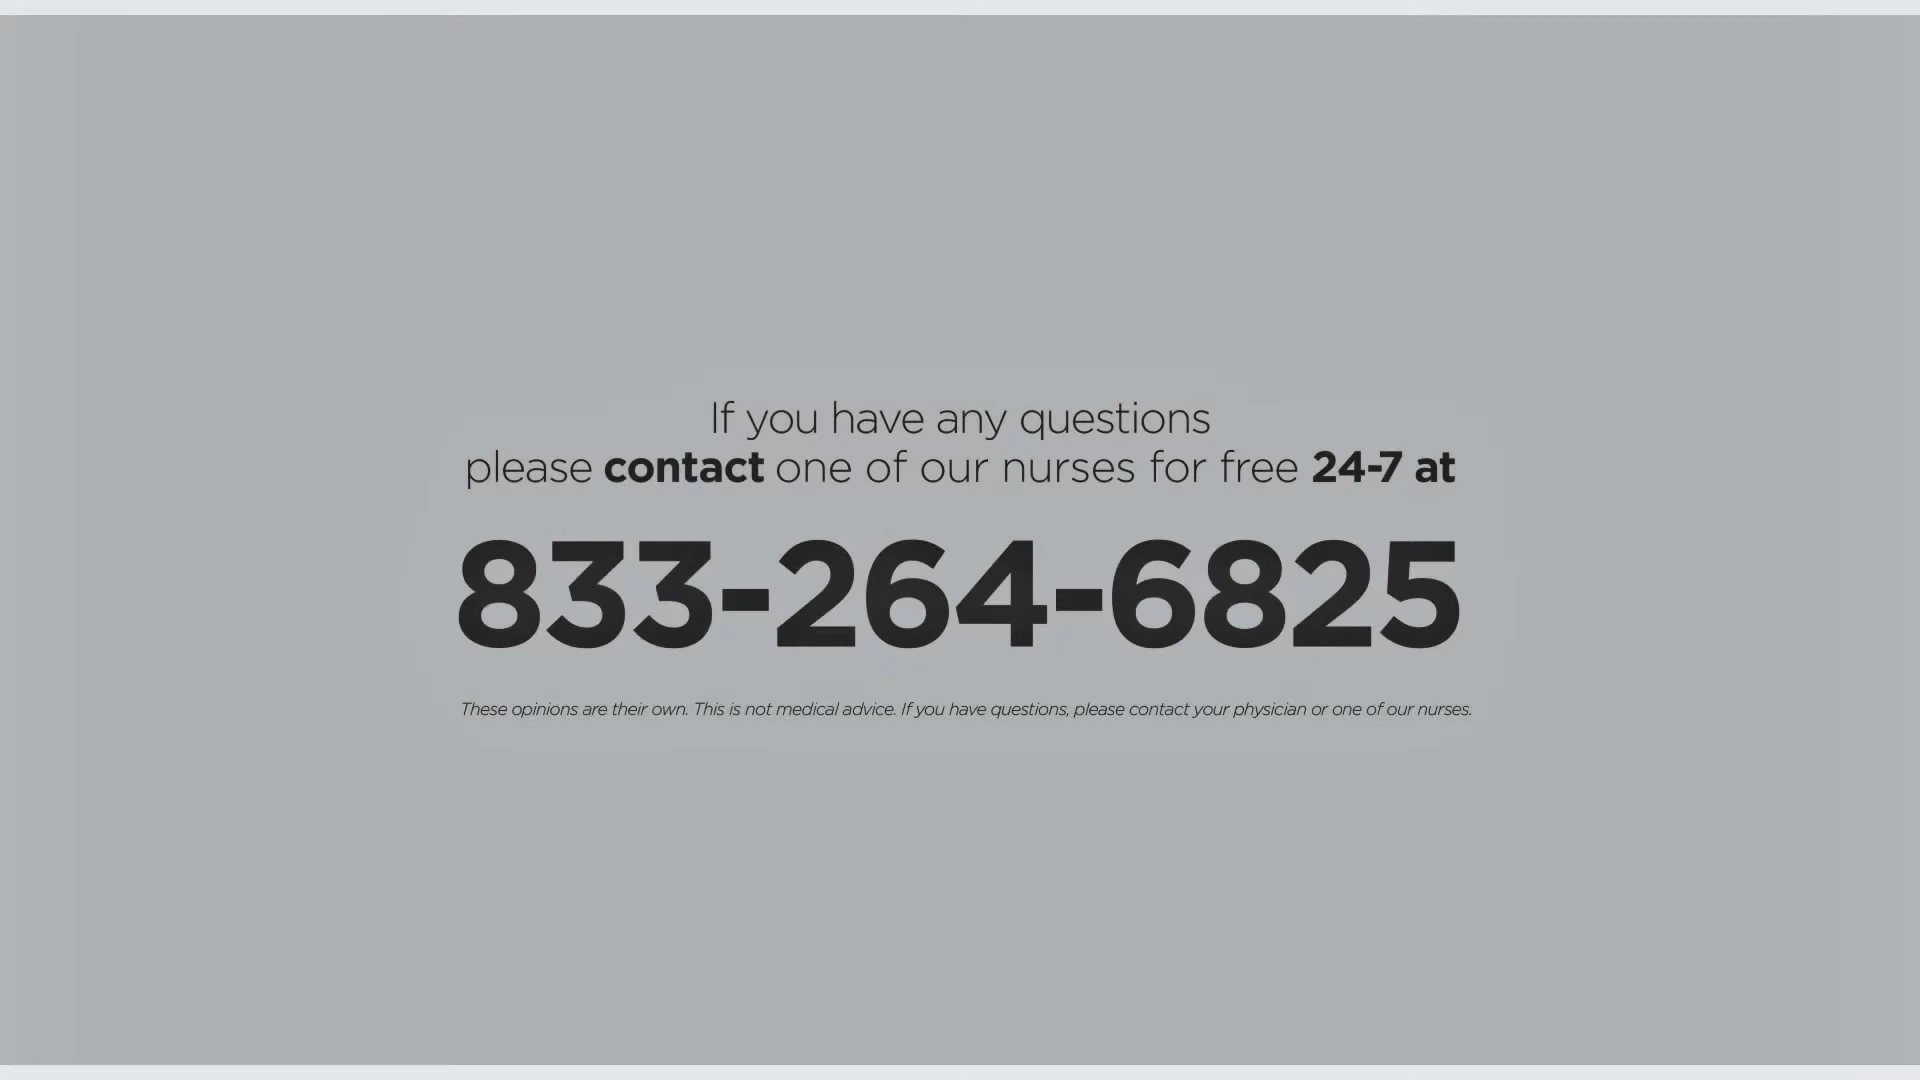 If you have any questions
please contact one of our nurses for free 24-7 at
833-264-6825
These opinions are their own. This is not medical advice. If you have questions, please contact your physician or one of our nurses.